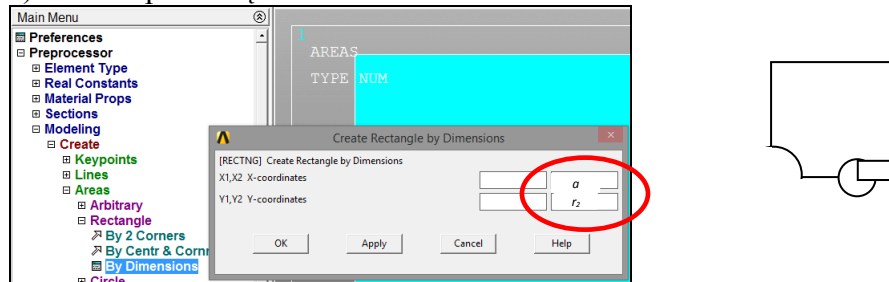 Main Menu
Preferences
Preprocessor
Element Type
Real Constants
Material Props
Sections
Modeling
Create
Keypoints
Lines
Areas
Arbitrary
Rectangle
By 2 Corners
By Centr & Cornr
By Dimensions
Circle
1
AREAS
TYPE NUM
Create Rectangle by Dimensions
[RECTNG] Create Rectangle by Dimensions
X1,X2 X-coordinates
a
Y1,Y2 Y-coordinates
r₂
OK Apply Cancel Help